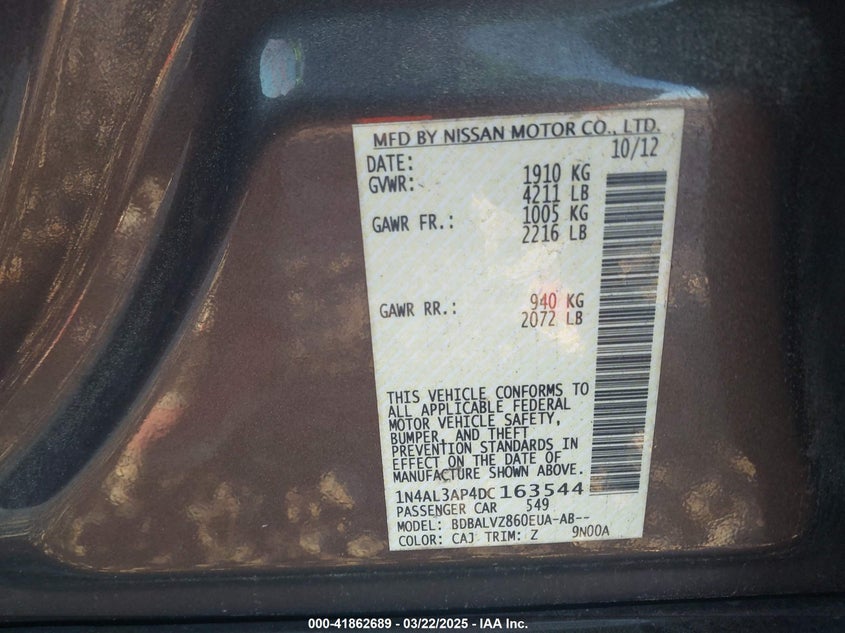 MFD BY NISSAN MOTOR CO., LTD.
DATE: 10/12
GVWR: 1910 KG
4211 LB
GAWR FR.: 1005 KG
2216 LB
GAWR RR.: 940 KG
2072 LB
THIS VEHICLE CONFORMS TO
ALL APPLICABLE FEDERAL
MOTOR VEHICLE SAFETY,
BUMPER, AND THEFT
PREVENTION STANDARDS IN
EFFECT ON THE DATE OF
MANUFACTURE SHOWN ABOVE.
1N4AL3AP4DC163544
PASSENGER CAR 549
MODEL: BDBALVZ860EUA-AB--
COLOR: CAJ TRIM: Z 9N00A
000-41862689 - 03/22/2025 - IAA Inc.